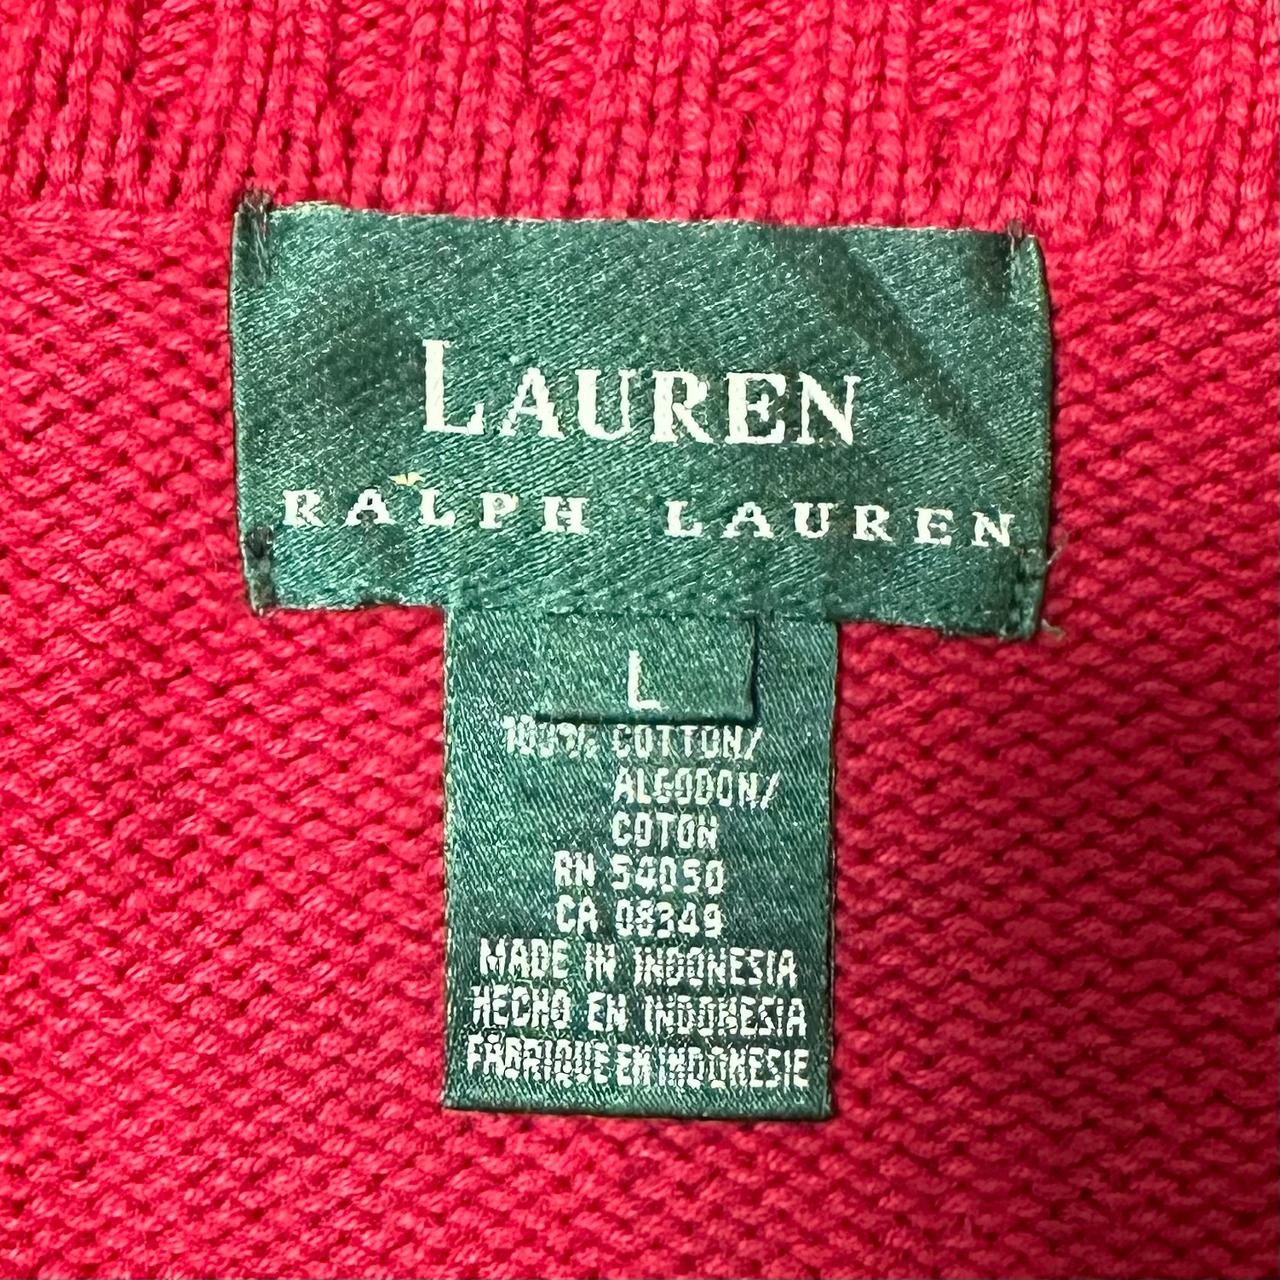 LAUREN
RALPH LAUREN
L
100% COTTON/
ALGODON/
COTON
RN 54050
CA 08349
MADE IN INDONESIA
HECHO EN INDONESIA
FABRIQUE EN INDONESIE